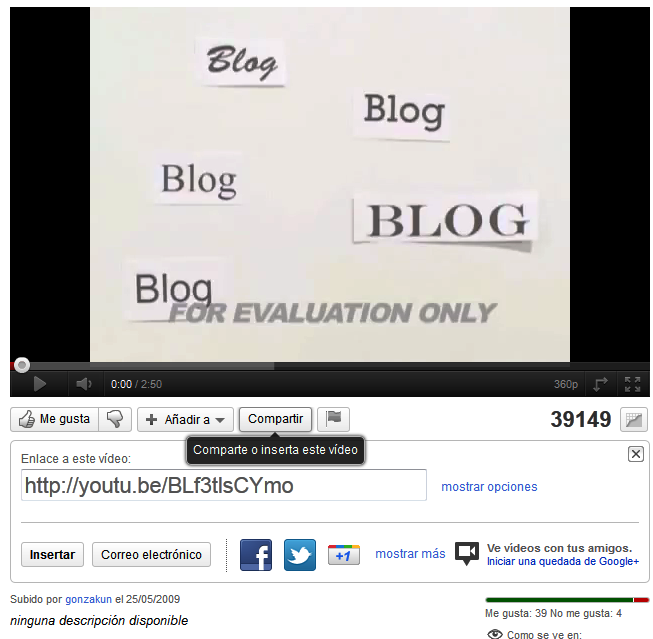 Blog
Blog
Blog
BLOG
Blog
FOR EVALUATION ONLY
0:00 / 2:50
360p
Me gusta
Añadir a
Compartir
39149
Comparte o inserta este vídeo
Enlace a este vídeo:
http://youtu.be/BLf3tlsCYmo
mostrar opciones
Insertar
Correo electrónico
+1
mostrar más
Ve vídeos con tus amigos.
Iniciar una quedada de Google+
Subido por gonzakun el 25/05/2009
ninguna descripción disponible
Me gusta: 39 No me gusta: 4
Como se ve en: